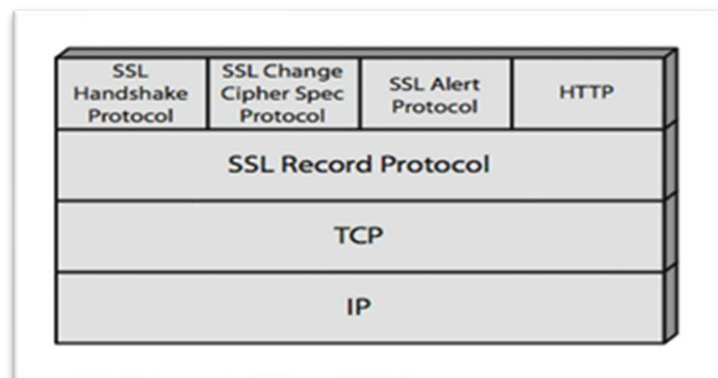 SSL
Handshake
Protocol
SSL Change
Cipher Spec
Protocol
SSL Alert
Protocol
HTTP
SSL Record Protocol
TCP
IP